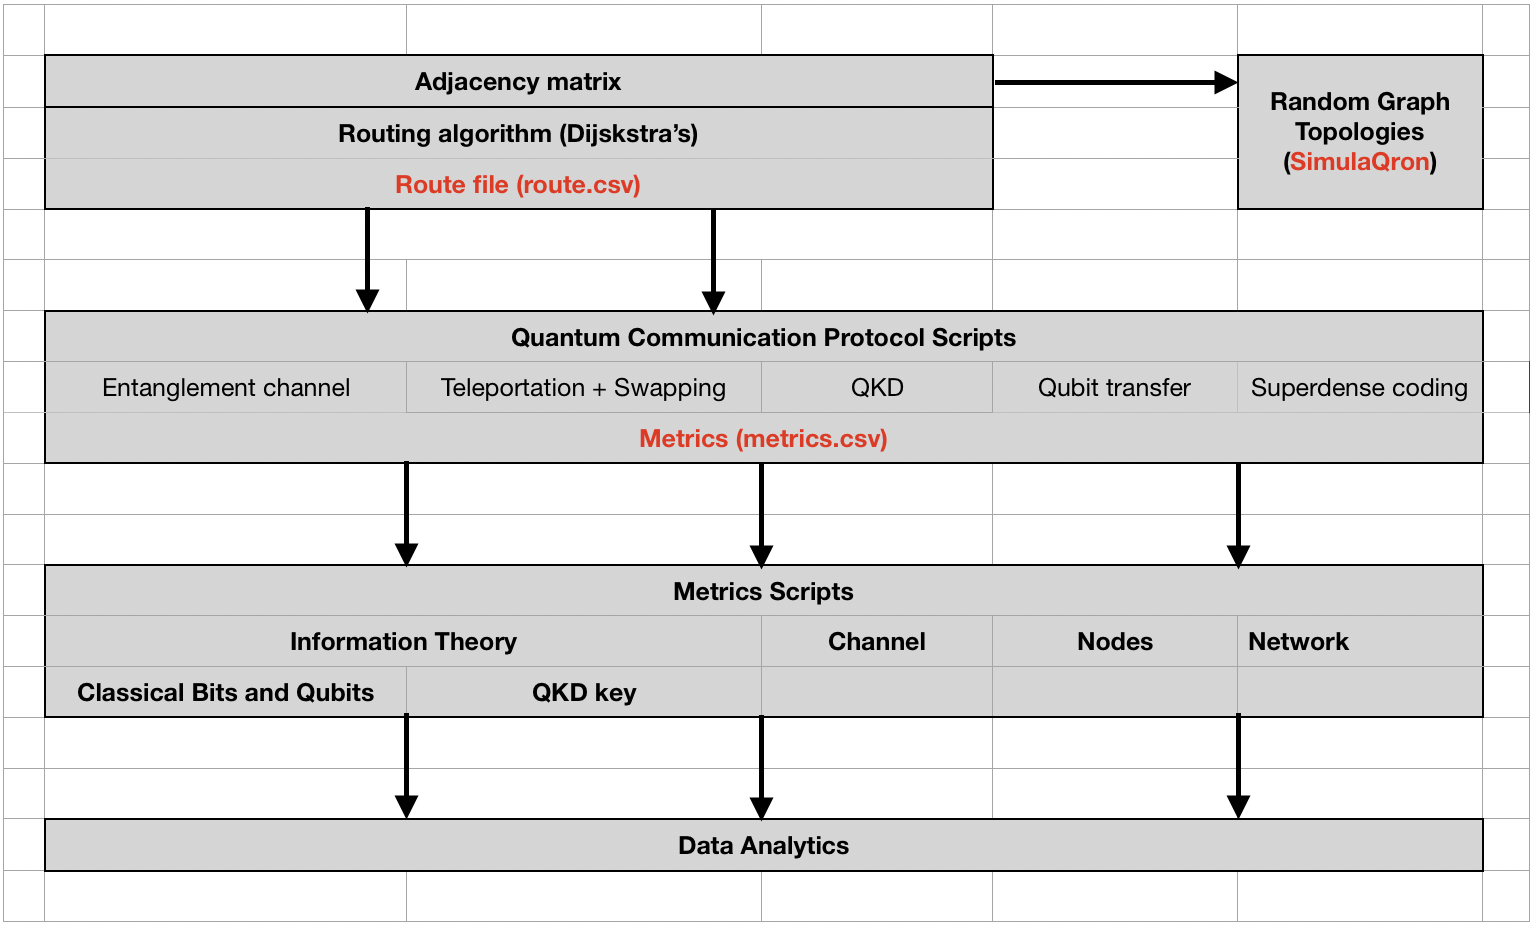 Adjacency matrix
Random Graph
Topologies
(SimulaQron)
Routing algorithm (Dijskstra’s)
Route file (route.csv)
Quantum Communication Protocol Scripts
Entanglement channel
Teleportation + Swapping
QKD
Qubit transfer
Superdense coding
Metrics (metrics.csv)
Metrics Scripts
Information Theory
Channel
Nodes
Network
Classical Bits and Qubits
QKD key
Data Analytics